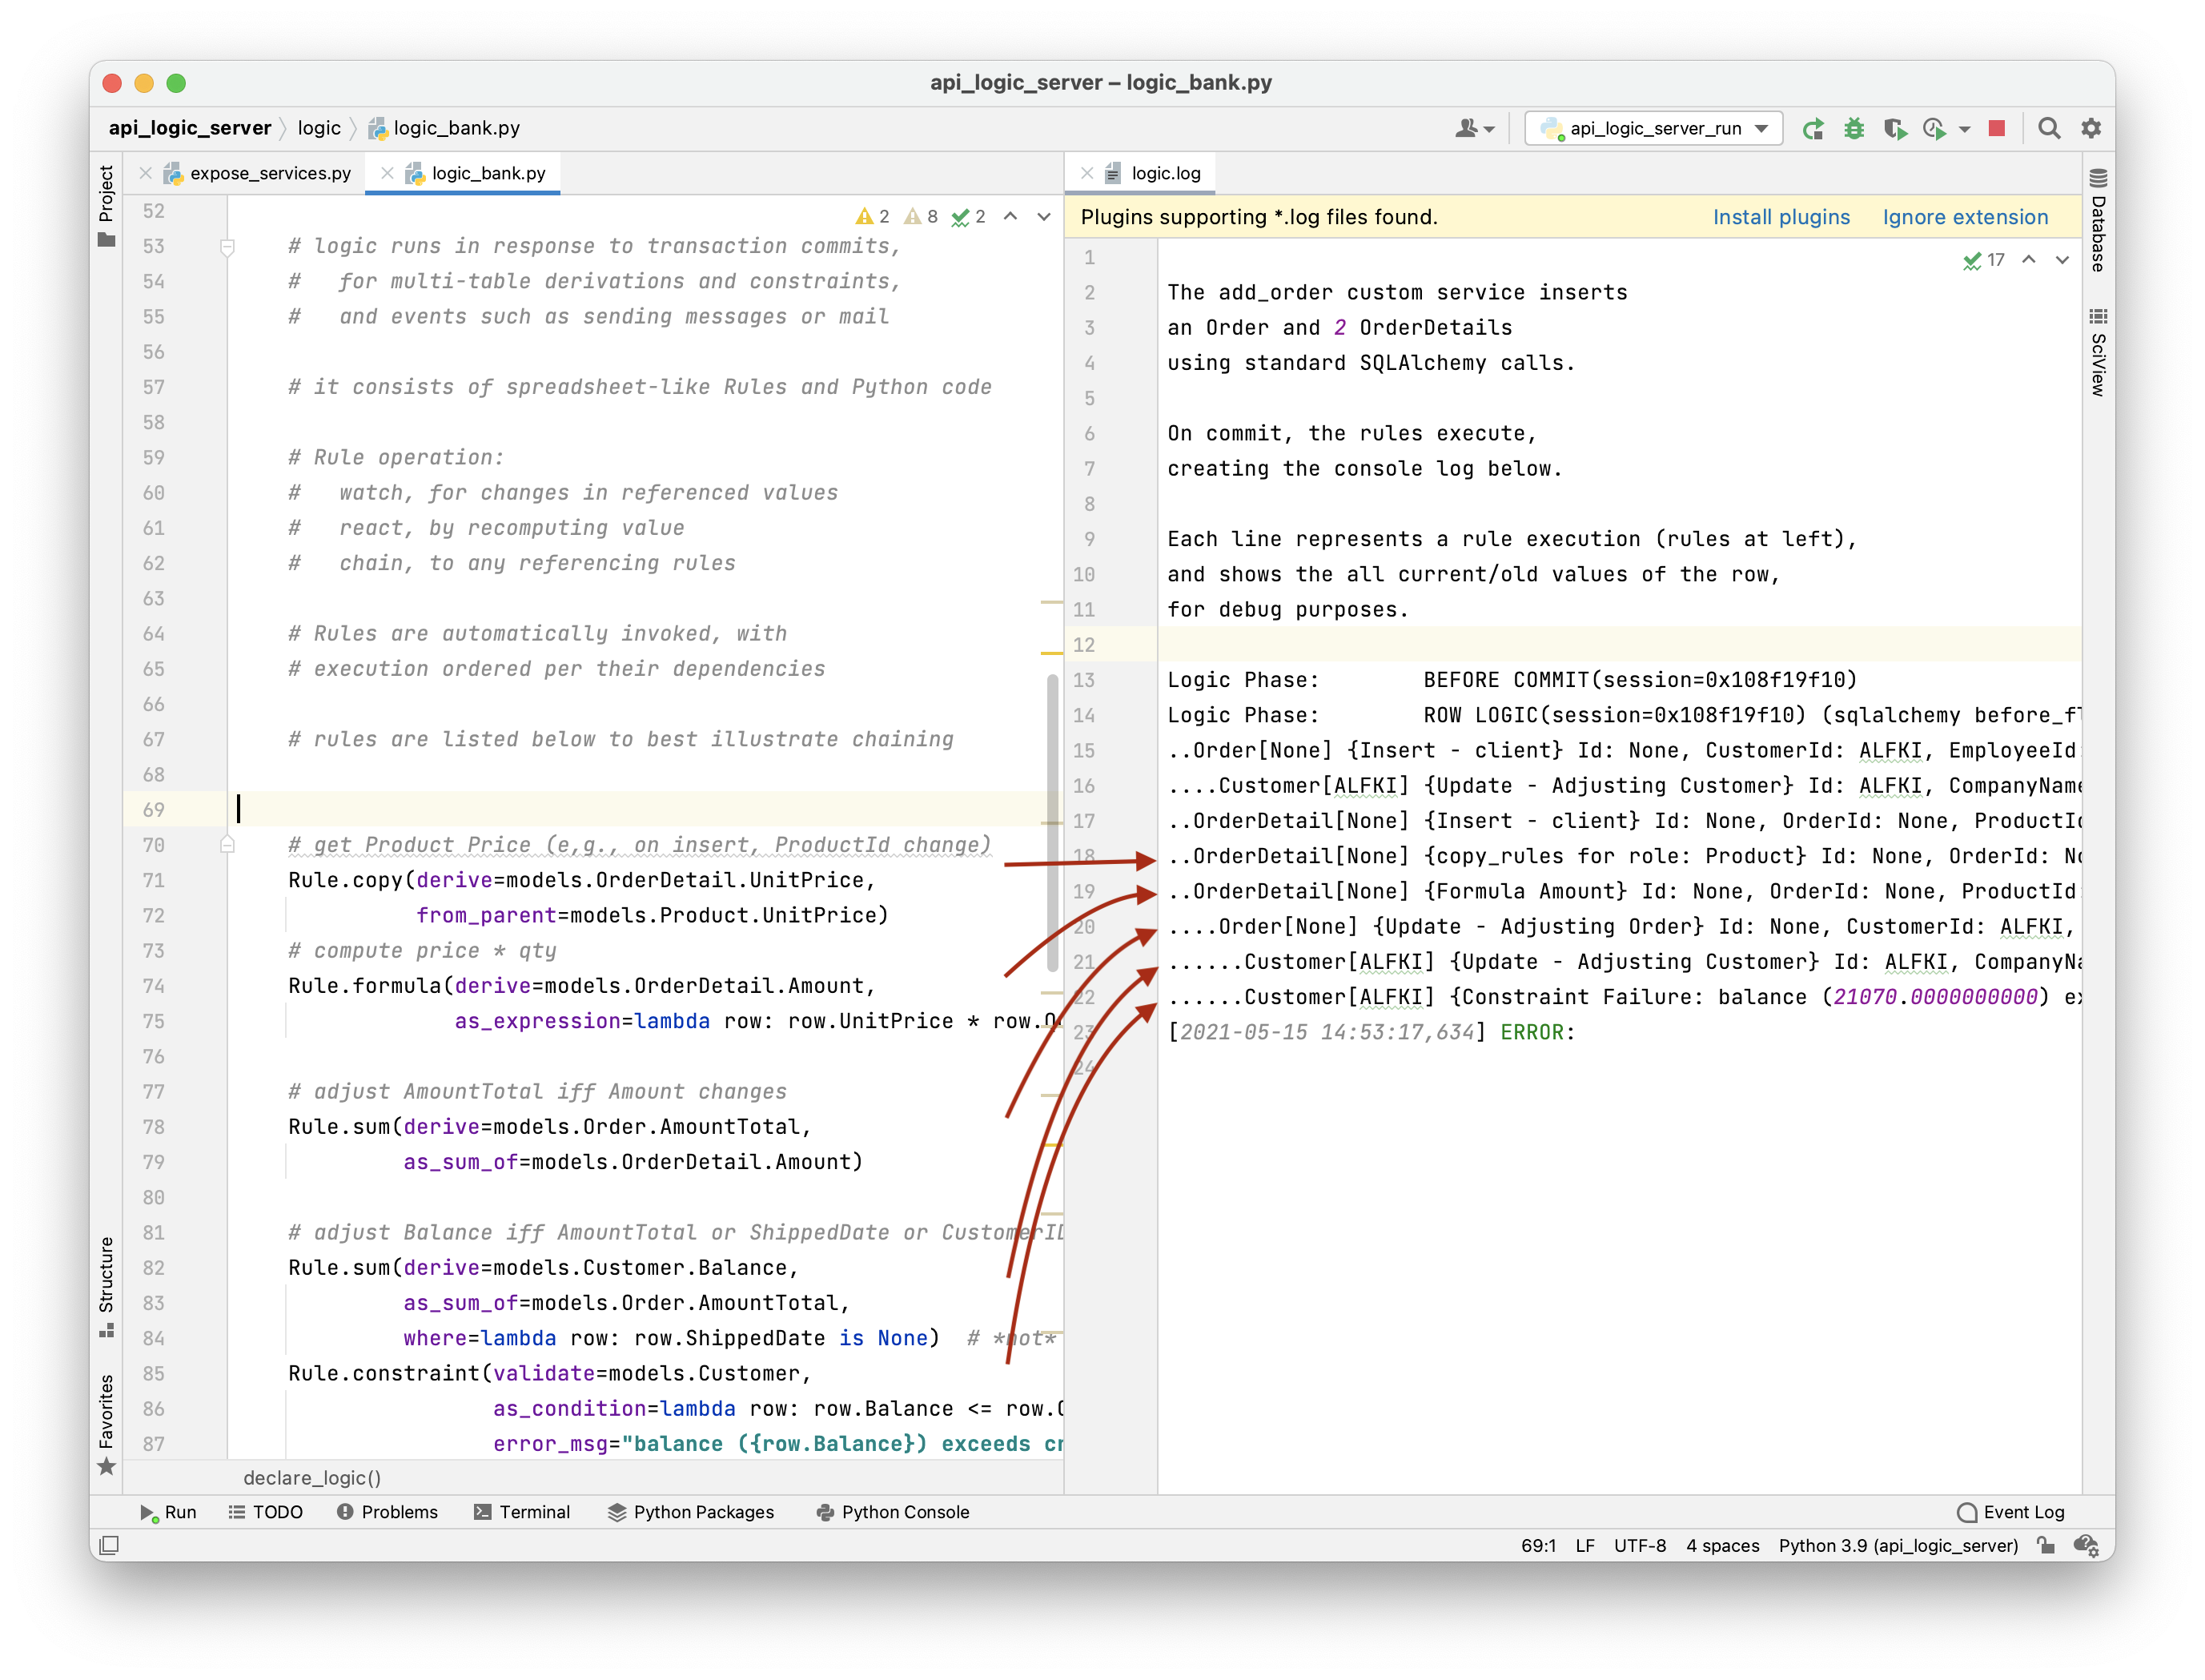 api_logic_server – logic_bank.py
api_logic_server logic logic_bank.py
api_logic_server_run
Project
expose_services.py
logic_bank.py
2 8 2
52
53 # logic runs in response to transaction commits,
54 #   for multi-table derivations and constraints,
55 #   and events such as sending messages or mail
56
57 # it consists of spreadsheet-like Rules and Python code
58
59 # Rule operation:
60 #   watch, for changes in referenced values
61 #   react, by recomputing value
62 #   chain, to any referencing rules
63
64 # Rules are automatically invoked, with
65 # execution ordered per their dependencies
66
67 # rules are listed below to best illustrate chaining
68
69
70 # get Product Price (e,g., on insert, ProductId change)
71 Rule.copy(derive=models.OrderDetail.UnitPrice,
72           from_parent=models.Product.UnitPrice)
73 # compute price * qty
74 Rule.formula(derive=models.OrderDetail.Amount,
75              as_expression=lambda row: row.UnitPrice *
76
77 # adjust AmountTotal iff Amount changes
78 Rule.sum(derive=models.Order.AmountTotal,
79          as_sum_of=models.OrderDetail.Amount)
80
81 # adjust Balance iff AmountTotal or ShippedDate or CustomerID
82 Rule.sum(derive=models.Customer.Balance,
83          as_sum_of=models.Order.AmountTotal,
84          where=lambda row: row.ShippedDate is None)  # *not*
85 Rule.constraint(validate=models.Customer,
86                 as_condition=lambda row: row.Balance <=
87                 error_msg="balance ({row.Balance}) exceeds
declare_logic()
logic.log
Plugins supporting *.log files found. Install plugins Ignore extension
17
1
2 The add_order custom service inserts
3 an Order and 2 OrderDetails
4 using standard SQLAlchemy calls.
5
6 On commit, the rules execute,
7 creating the console log below.
8
9 Each line represents a rule execution (rules at left),
10 and shows the all current/old values of the row,
11 for debug purposes.
12
13 Logic Phase:        BEFORE COMMIT(session=0x108f19f10)
14 Logic Phase:        ROW LOGIC(session=0x108f19f10) (sqlalchemy
15 ..Order[None] {Insert - client} Id: None, CustomerId: ALFKI, EmployeeId:
16 ....Customer[ALFKI] {Update - Adjusting Customer} Id: ALFKI, CompanyName
17 ..OrderDetail[None] {Insert - client} Id: None, OrderId: None,
18 ..OrderDetail[None] {copy_rules for role: Product} Id: None, OrderId:
19 ..OrderDetail[None] {Formula Amount} Id: None, OrderId: None, ProductId:
20 ....Order[None] {Update - Adjusting Order} Id: None, CustomerId: ALFKI,
21 ......Customer[ALFKI] {Update - Adjusting Customer} Id: ALFKI,
22 ......Customer[ALFKI] {Constraint Failure: balance (21070.0000000000)
23 [2021-05-15 14:53:17,634] ERROR:
24
Database
SciView
Structure
Favorites
Run TODO Problems Terminal Python Packages Python Console Event Log
69:1 LF UTF-8 4 spaces Python 3.9 (api_logic_server)